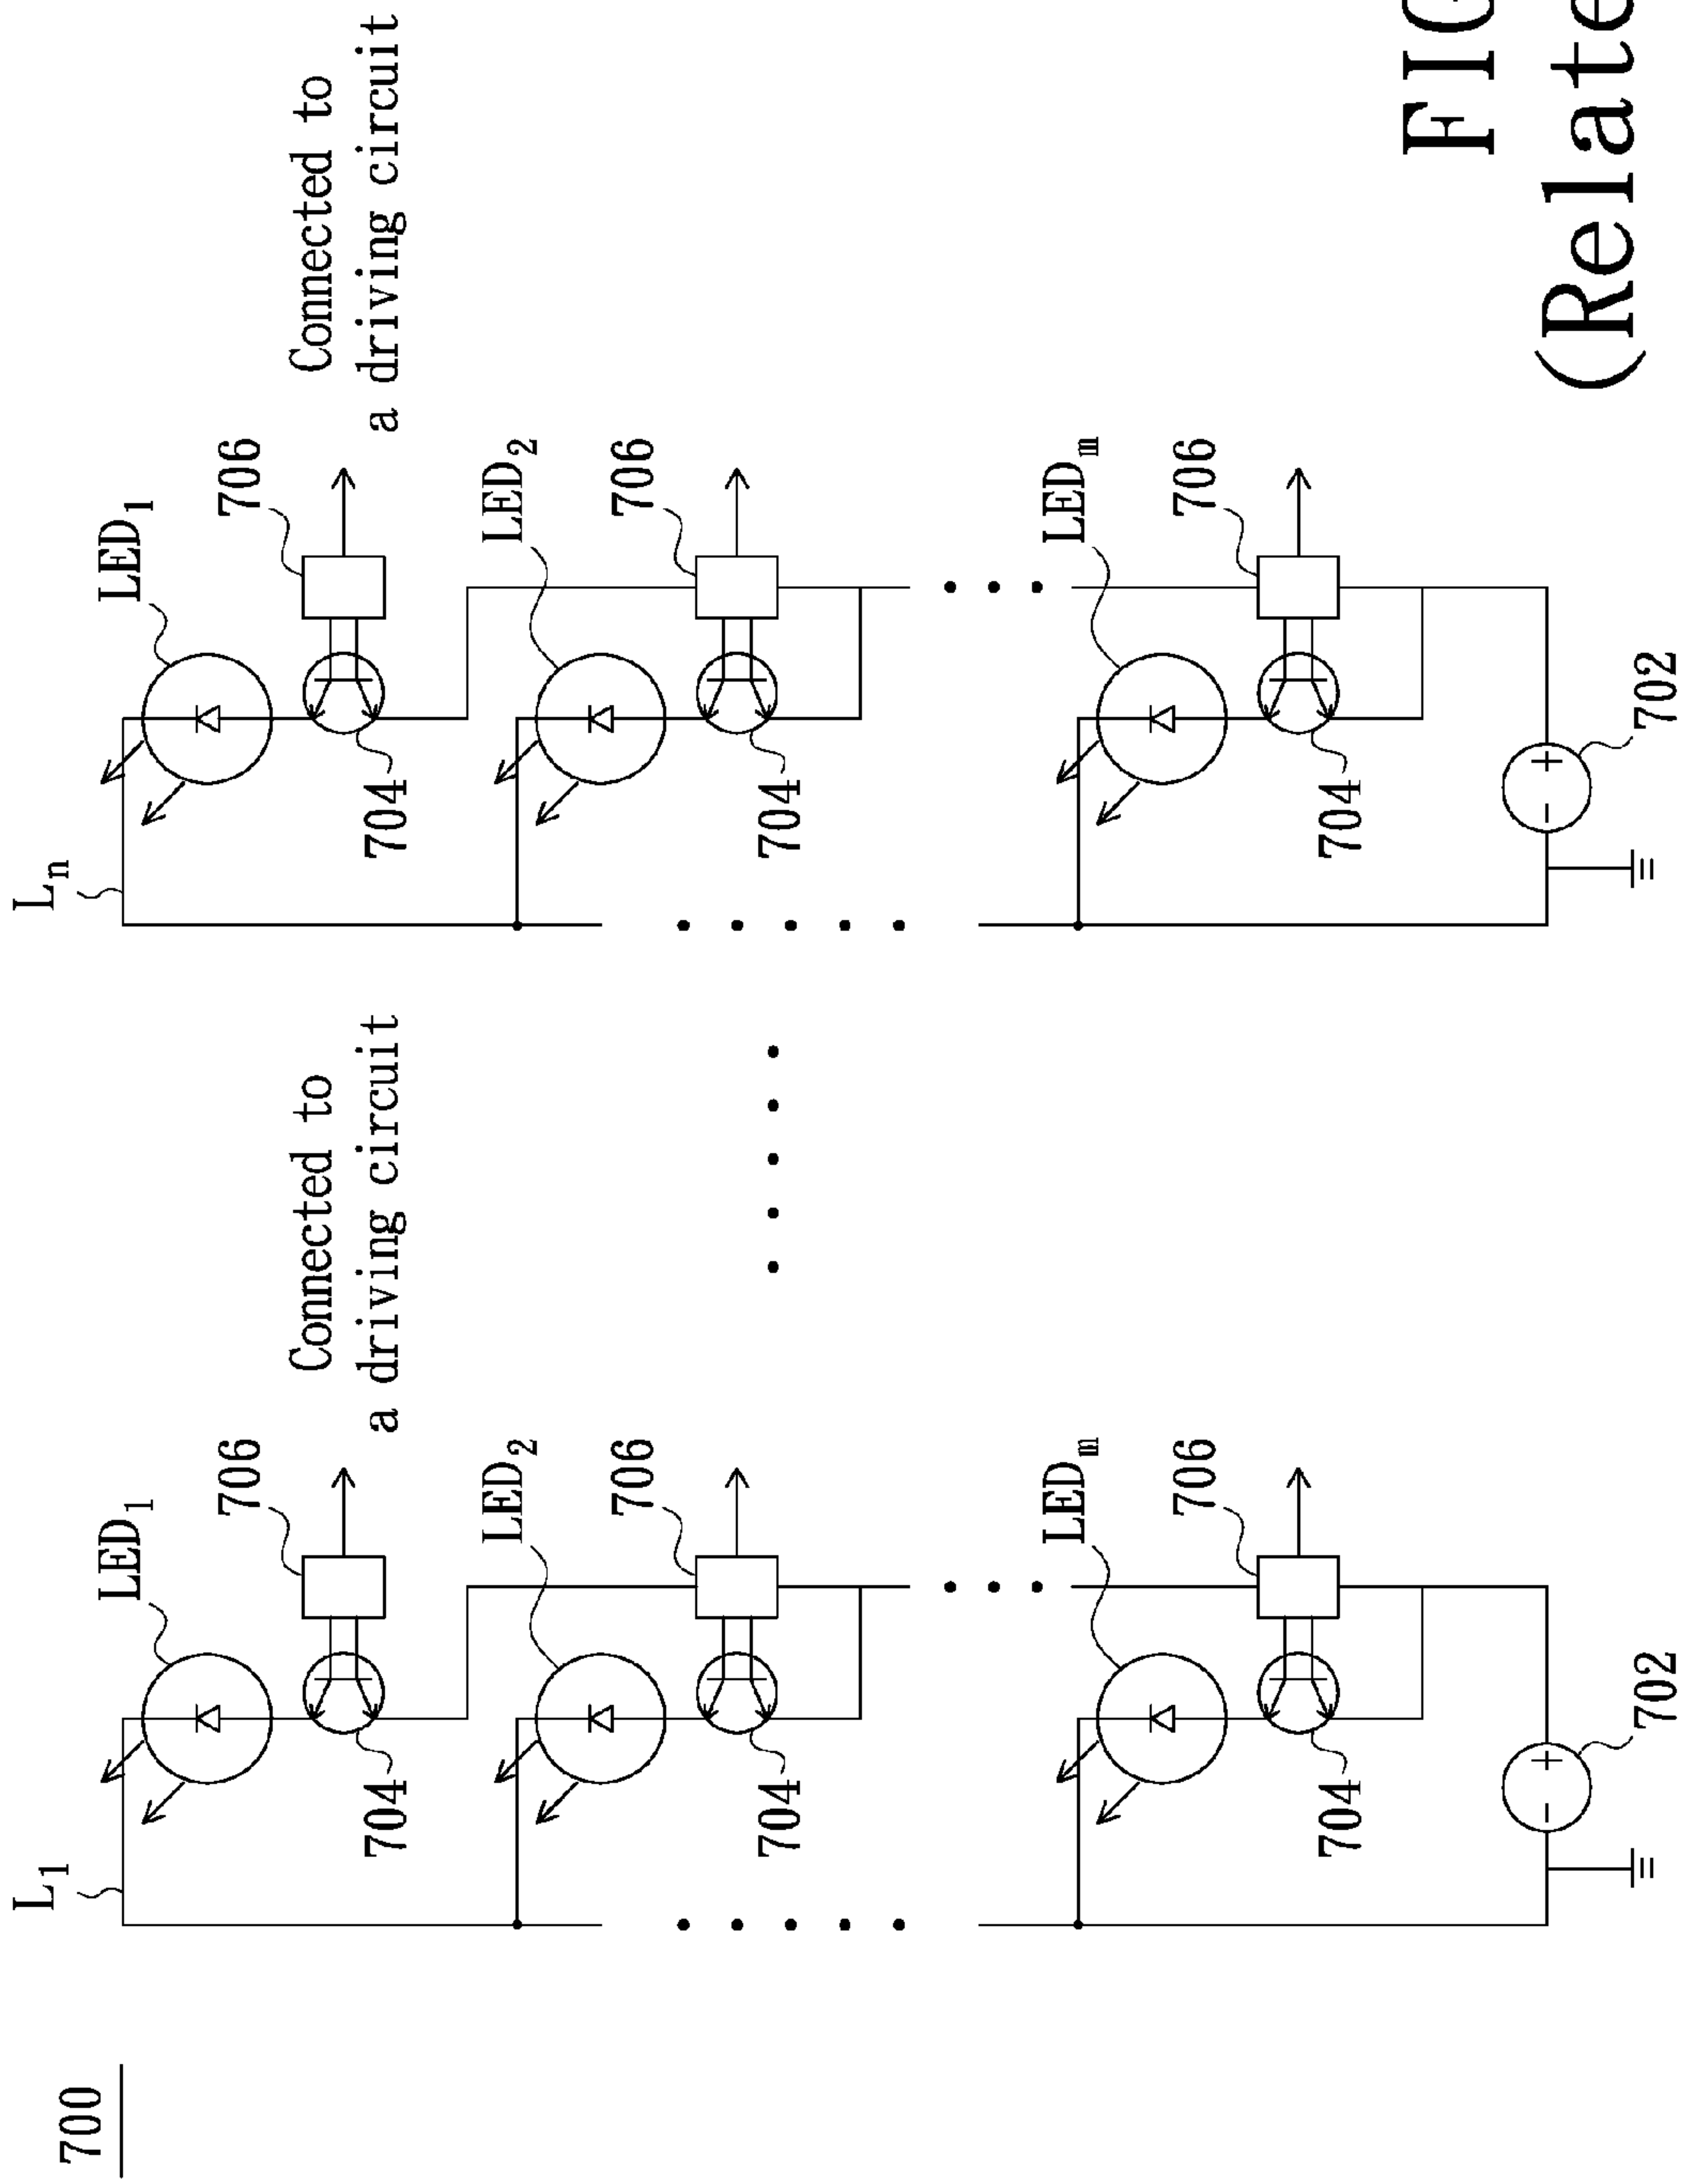 700
L₁
LED₁
706
Connected to
a driving circuit
704
LED₂
706
704
LEDₘ
706
704
702
Lₙ
LED₁
706
Connected to
a driving circuit
704
LED₂
706
704
LEDₘ
706
704
702
FIG
(Relate